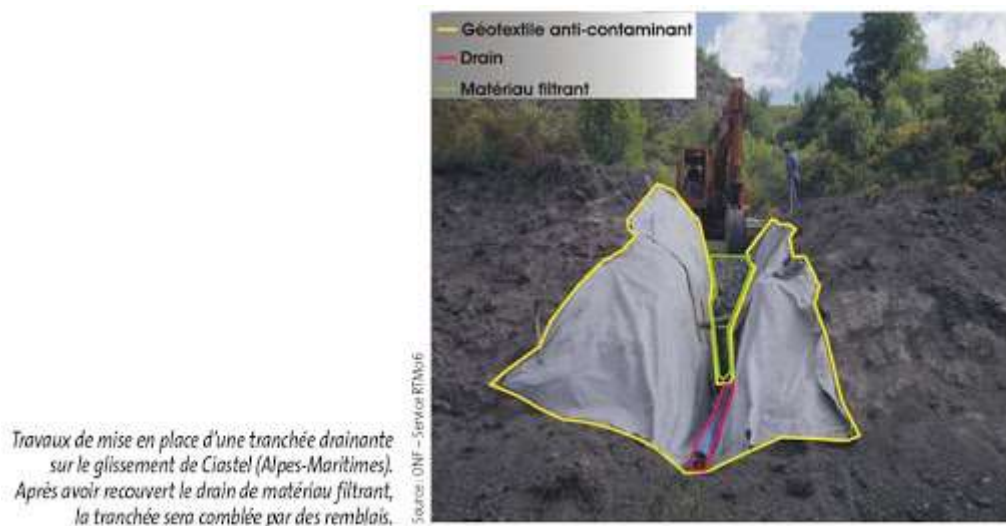 Géotextile anti-contaminant
Drain
Matériau filtrant
Source : ONF – Service RTM06
Travaux de mise en place d'une tranchée drainante
sur le glissement de Ciastel (Alpes-Maritimes).
Après avoir recouvert le drain de matériau filtrant,
la tranchée sera comblée par des remblais.